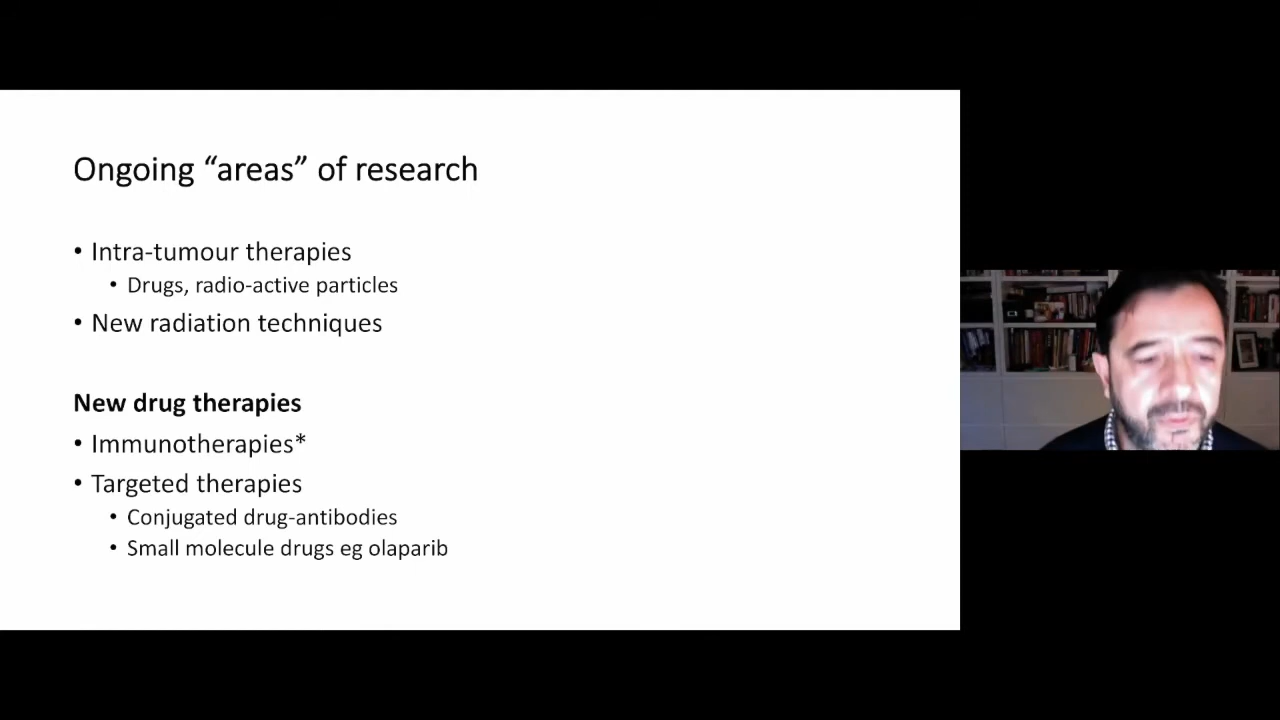 Ongoing “areas” of research
• Intra-tumour therapies
• Drugs, radio-active particles
• New radiation techniques
New drug therapies
• Immunotherapies*
• Targeted therapies
• Conjugated drug-antibodies
• Small molecule drugs eg olaparib